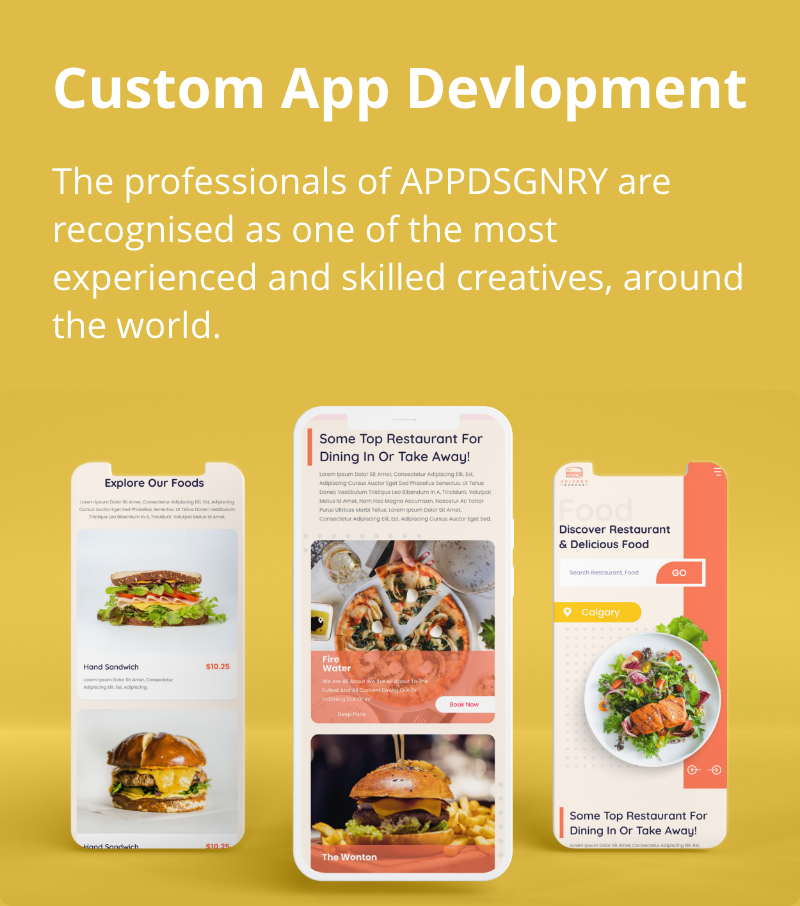 Custom App Devlopment
The professionals of APPDSGNRY are
recognised as one of the most
experienced and skilled creatives, around
the world.
Explore Our Foods
Lorem Ipsum Dolor Sit Amet, Consectetur Adipiscing Elit. Est, Adipiscing
Cursus Auctor Eget Sed Phasellus Senectus. Ut Tellus Donec Vestibulum
Tristique Leo Bibendum In A, Tincidunt, Volutpat Metus Id Amet.
Hand Sandwich
$10.25
Lorem Ipsum Dolor Sit Amet, Consectetur
Adipiscing Elit. Est, Adipiscing.
Hand Sandwich
$10.25
Some Top Restaurant For
Dining In Or Take Away!
Lorem Ipsum Dolor Sit Amet, Consectetur Adipiscing Elit. Est,
Adipiscing Cursus Auctor Eget Sed Phasellus Senectus. Ut Tellus
Donec Vestibulum Tristique Leo Bibendum In A, Tincidunt, Volutpat
Metus Id Amet, Nam Hac Magna Accumsan. Nascetur Ac Tortor
Purus Ultrices Morbi Tellus. Lorem Ipsum Dolor Sit Amet,
Consectetur Adipiscing Elit. Est, Adipiscing Cursus Auctor Eget Sed.
Fire
Water
We Are All About We Are All About To The
Fullest And All Content Dining Out Or
In!Dining Out Or In!
Deap Fone
Book Now
The Wonton
Food
Discover Restaurant
& Delicious Food
Search Restaurant, Food
GO
Calgary
Some Top Restaurant For
Dining In Or Take Away!
Lorem Ipsum Dolor Sit Amet, Consectetur Adipiscing Elit. Est,